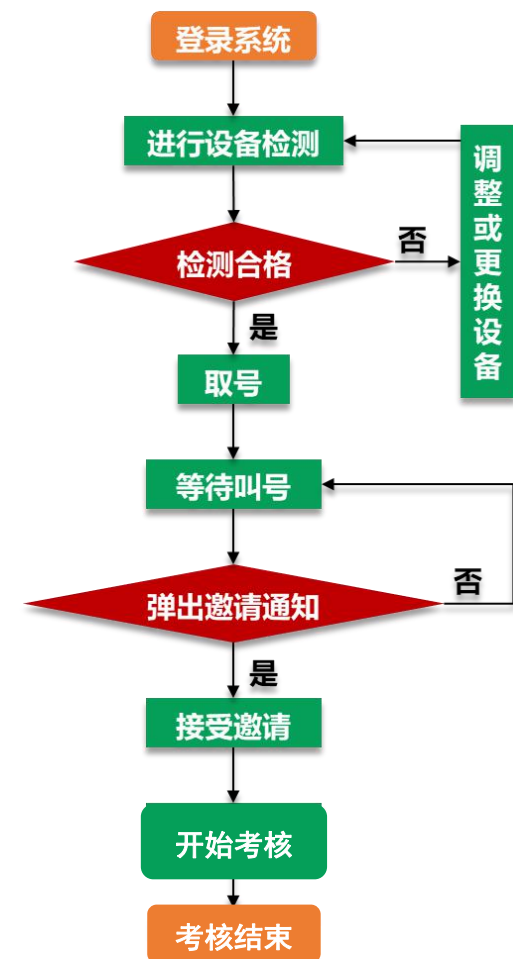 登录系统
进行设备检测
检测合格
否
调整或更换设备
是
取号
等待叫号
弹出邀请通知
否
是
接受邀请
开始考核
考核结束